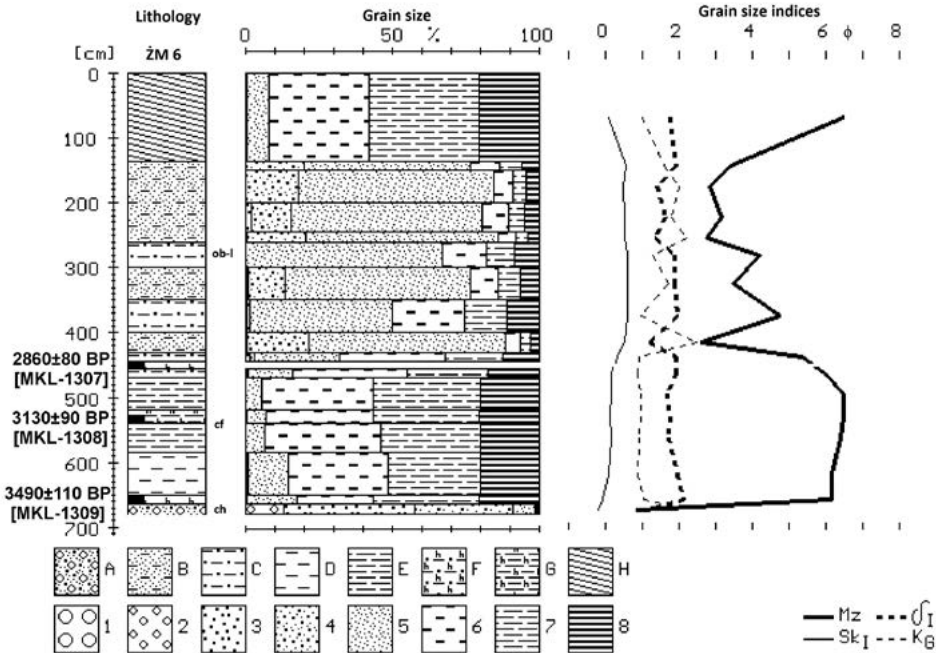 Lithology
Grain size
Grain size indices
0 % 100
0 2 4 6 ϕ 8
[cm] ŻM 6
0
100
200
ob-l
300
400
2860±80 BP
[MKL-1307]
500
3130±90 BP
[MKL-1308]
cf
600
3490±110 BP
[MKL-1309]
ch
700
A B C D E F G H
1 2 3 4 5 6 7 8
Mz δI
SkI KG